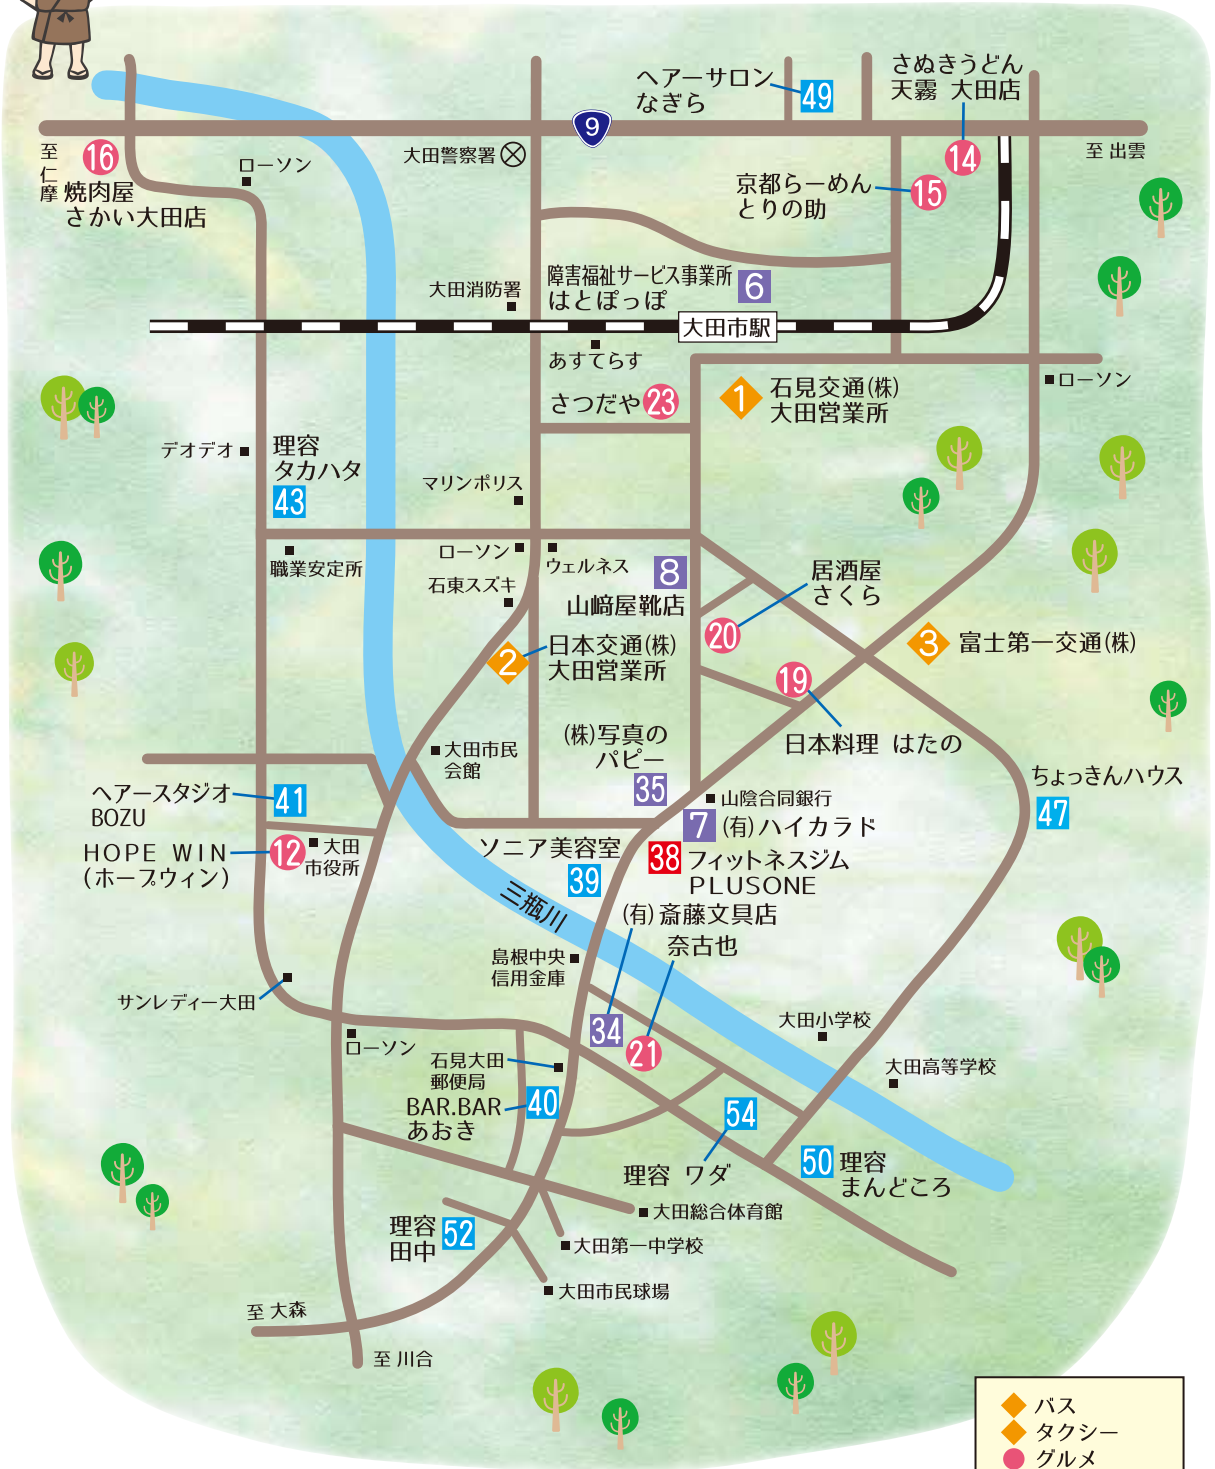 ヘアーサロン
なぎら
49
さぬきうどん
天霧 大田店
9
至 仁摩
16
焼肉屋
さかい大田店
ローソン
大田警察署
14
至 出雲
京都らーめん
とりの助
15
大田消防署
障害福祉サービス事業所
はとぽっぽ
6
大田市駅
あすてらす
さつだや
23
1
石見交通(株)
大田営業所
ローソン
デオデオ
理容
タカハタ
43
マリンポリス
職業安定所
ローソン
ウェルネス
石東スズキ
8
山﨑屋靴店
居酒屋
さくら
20
2
日本交通(株)
大田営業所
3
富士第一交通(株)
19
日本料理 はたの
大田市民
会館
(株)写真の
パピー
35
ちょっきんハウス
47
ヘアースタジオ
BOZU
41
山陰合同銀行
7
(有)ハイカラド
HOPE WIN
(ホープウィン)
12
大田
市役所
ソニア美容室
39
38
フィットネスジム
PLUSONE
三瓶川
(有)斎藤文具店
奈古也
島根中央
信用金庫
サンレディー大田
34
21
大田小学校
ローソン
石見大田
郵便局
大田高等学校
BAR.BAR
あおき
40
54
理容 ワダ
50
理容
まんどころ
大田総合体育館
理容
田中
52
大田第一中学校
大田市民球場
至 大森
至 川合
バス
タクシー
グルメ